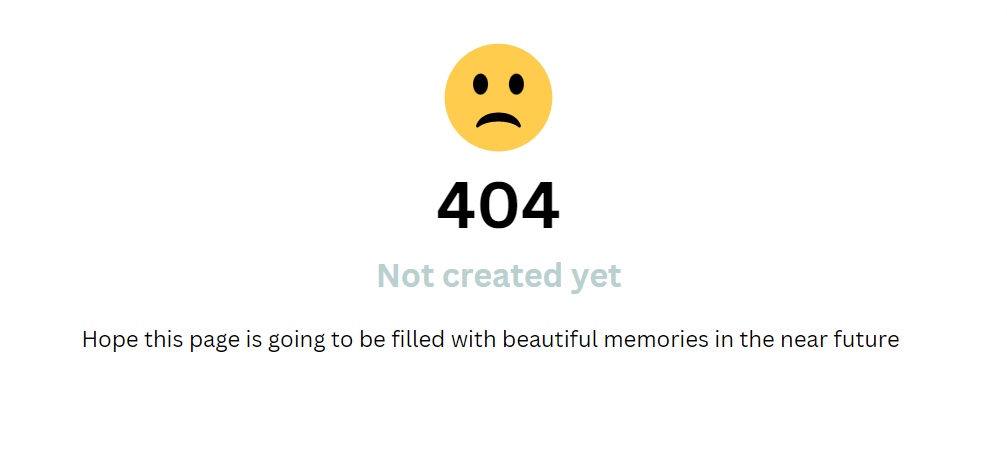 404
Not created yet
Hope this page is going to be filled with beautiful memories in the near future